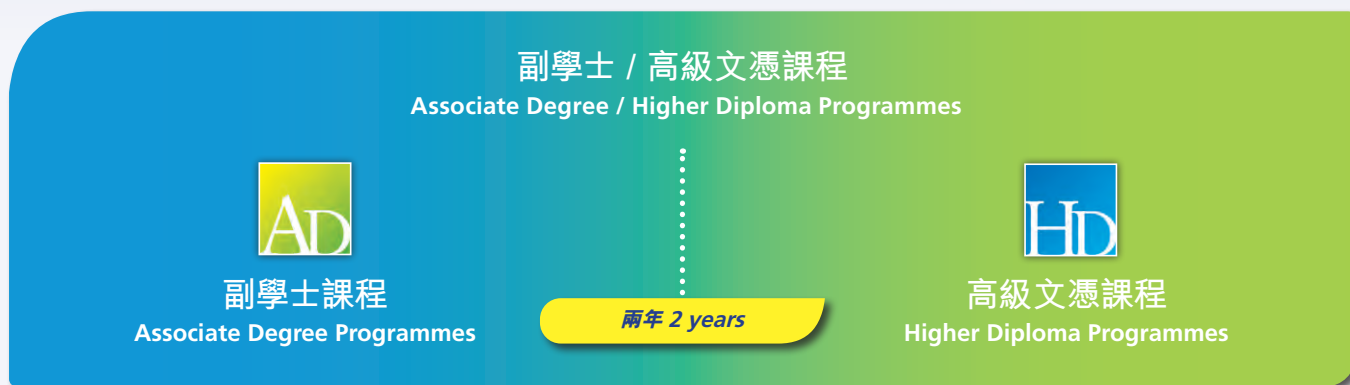 副學士 / 高級文憑課程
Associate Degree / Higher Diploma Programmes
AD
副學士課程
Associate Degree Programmes
兩年 2 years
HD
高級文憑課程
Higher Diploma Programmes